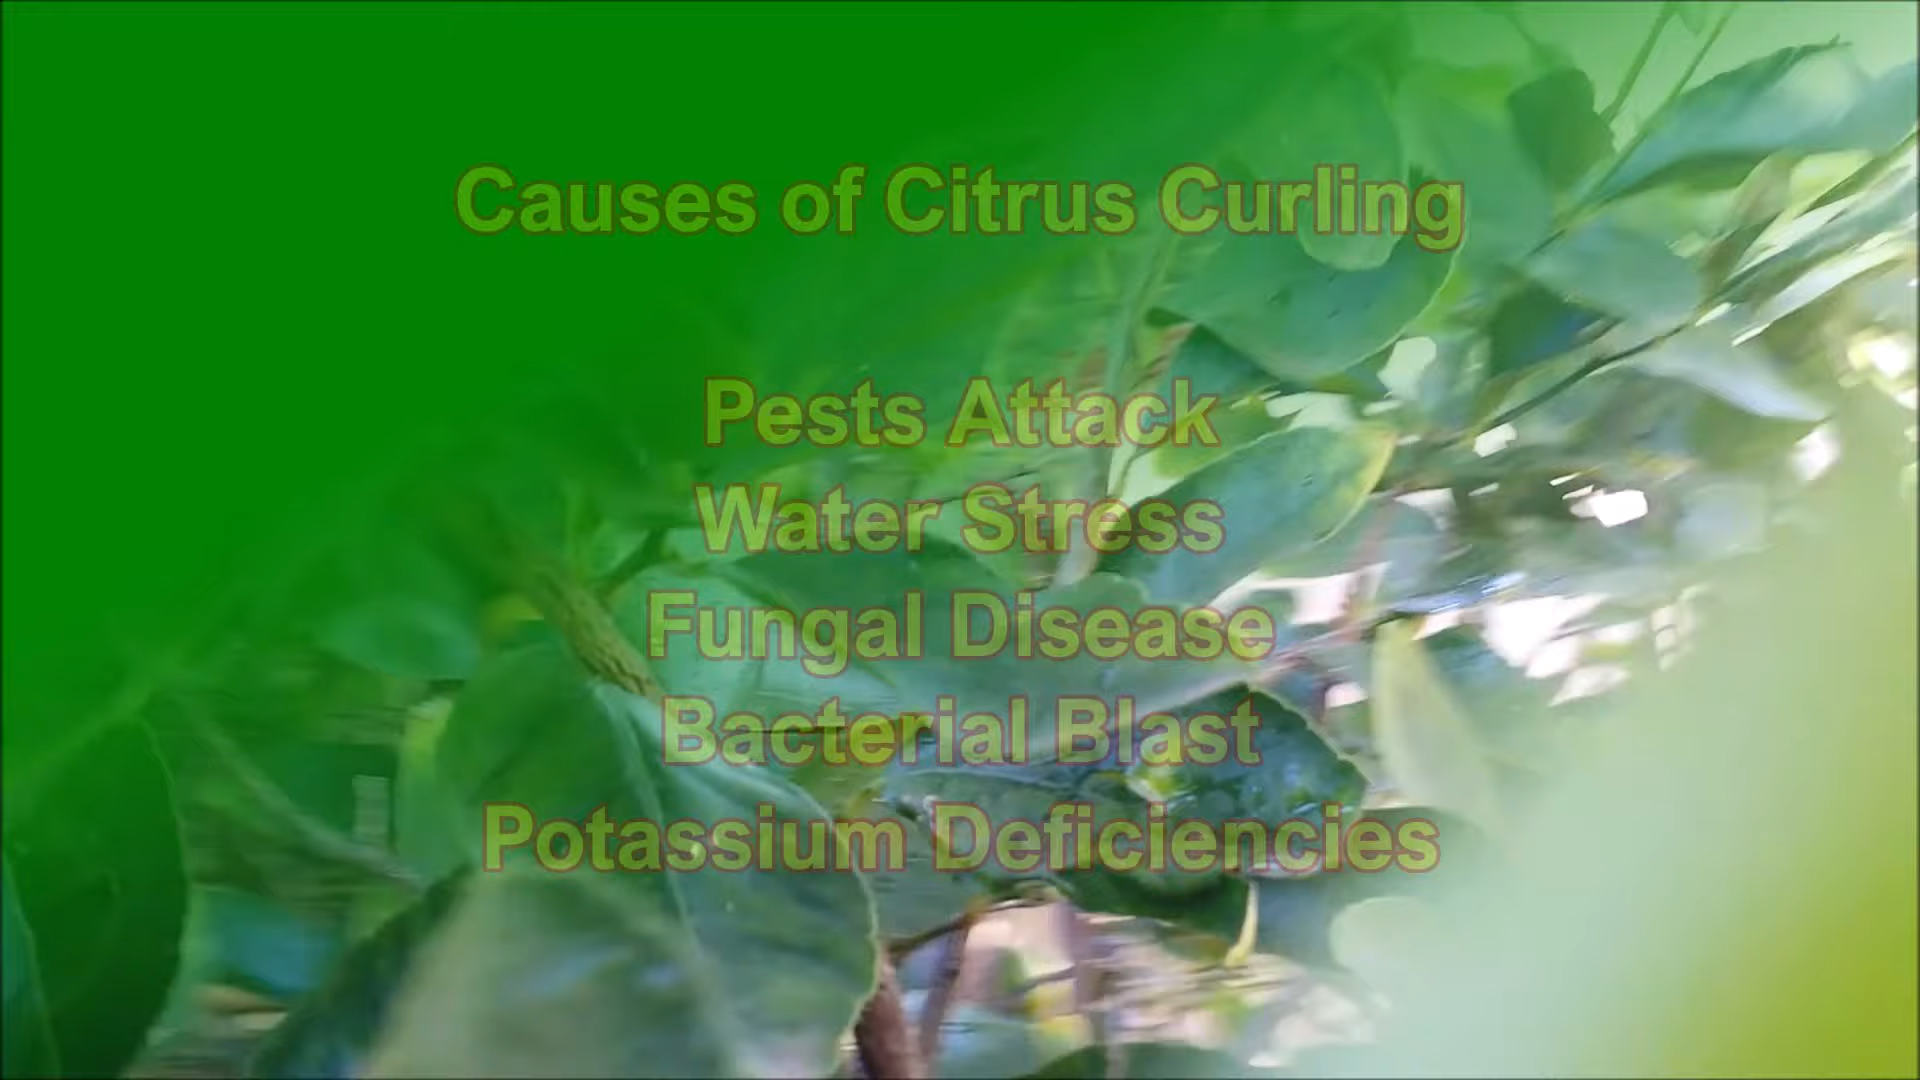 Causes of Citrus Curling
Pests Attack
Water Stress
Fungal Disease
Bacterial Blast
Potassium Deficiencies